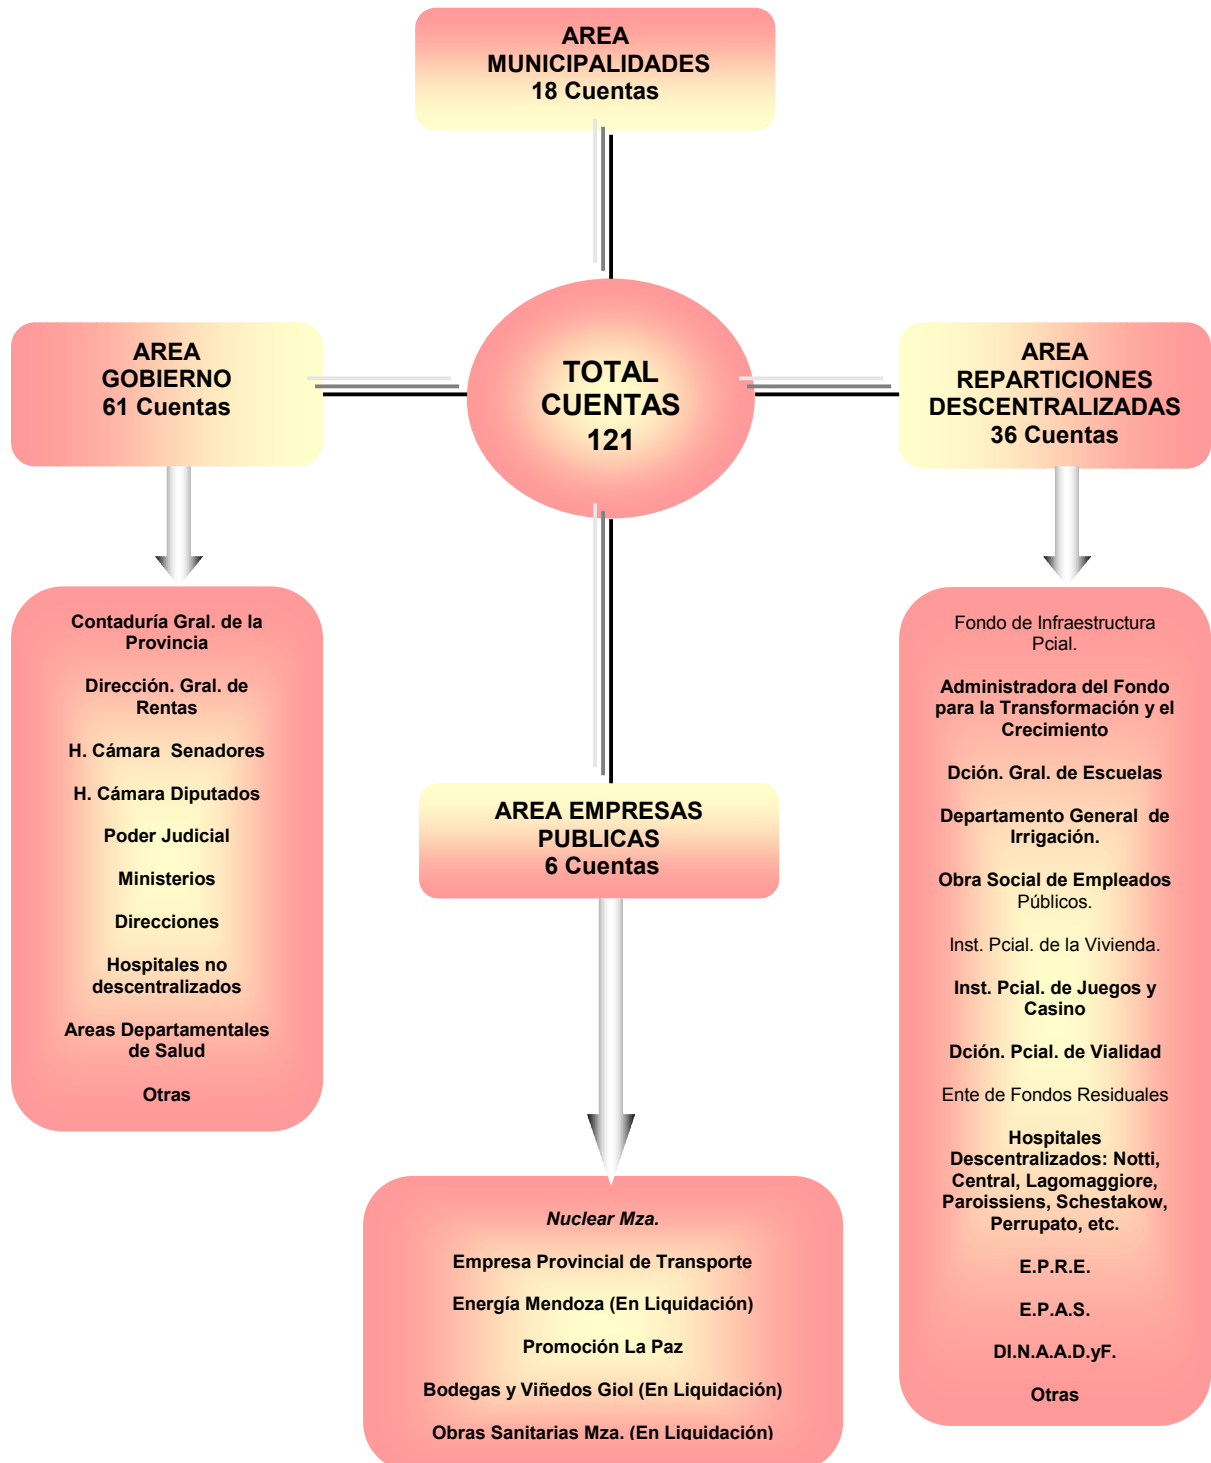 AREA
MUNICIPALIDADES
18 Cuentas
AREA
GOBIERNO
61 Cuentas
TOTAL
CUENTAS
121
AREA
REPARTICIONES
DESCENTRALIZADAS
36 Cuentas
Contaduría Gral. de la
Provincia
Dirección. Gral. de
Rentas
H. Cámara  Senadores
H. Cámara Diputados
Poder Judicial
Ministerios
Direcciones
Hospitales no
descentralizados
Areas Departamentales
de Salud
Otras
AREA EMPRESAS
PUBLICAS
6 Cuentas
Nuclear Mza.
Empresa Provincial de Transporte
Energía Mendoza (En Liquidación)
Promoción La Paz
Bodegas y Viñedos Giol (En Liquidación)
Obras Sanitarias Mza. (En Liquidación)
Fondo de Infraestructura
Pcial.
Administradora del Fondo
para la Transformación y el
Crecimiento
Dción. Gral. de Escuelas
Departamento General  de
Irrigación.
Obra Social de Empleados
Públicos.
Inst. Pcial. de la Vivienda.
Inst. Pcial. de Juegos y
Casino
Dción. Pcial. de Vialidad
Ente de Fondos Residuales
Hospitales
Descentralizados: Notti,
Central, Lagomaggiore,
Paroissiens, Schestakow,
Perrupato, etc.
E.P.R.E.
E.P.A.S.
DI.N.A.A.D.yF.
Otras